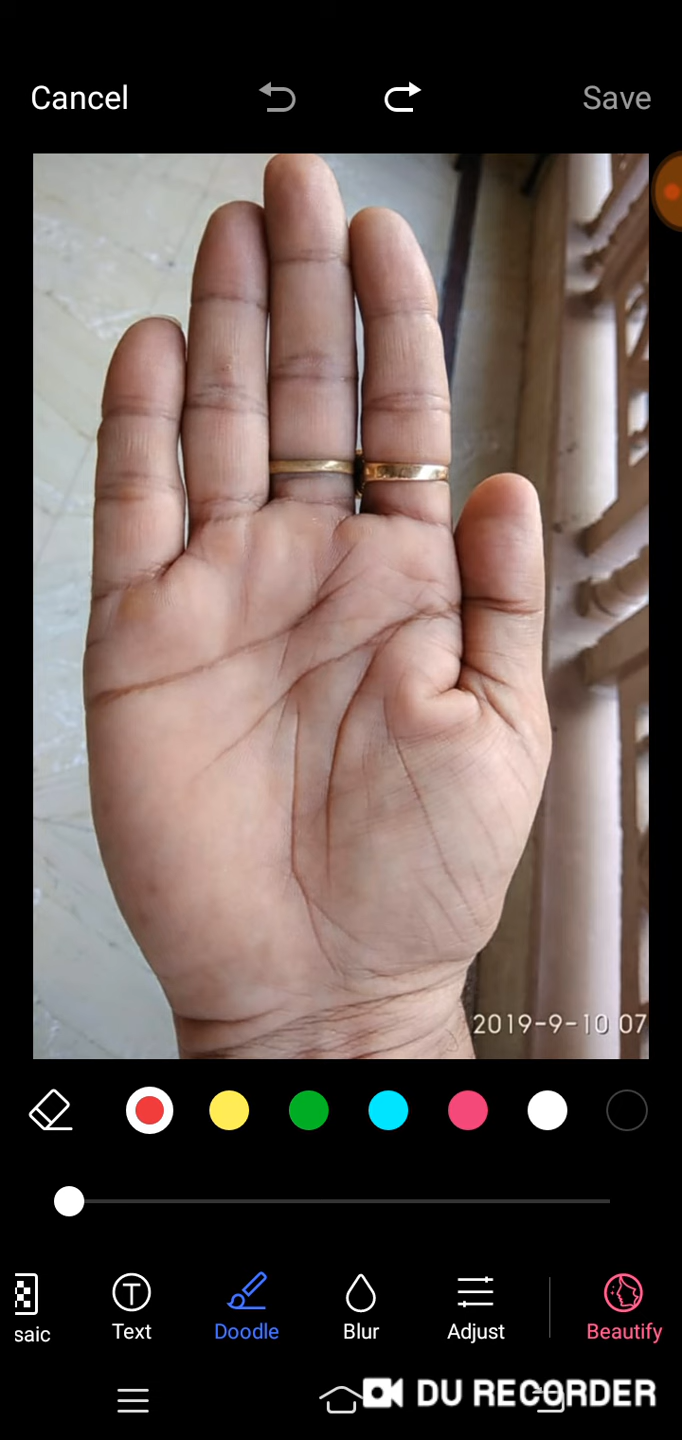 Cancel
Save
2019-9-10 07
saic
Text
Doodle
Blur
Adjust
Beautify
DU RECORDER